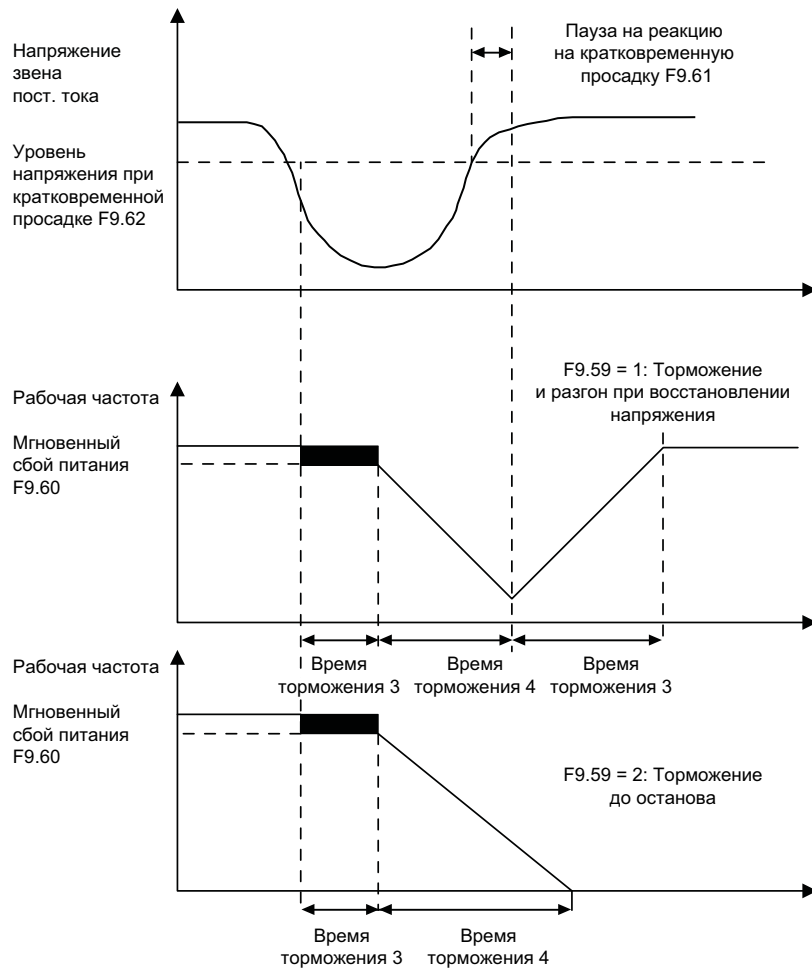 Напряжение
звена
пост. тока
Пауза на реакцию
на кратковременную
просадку F9.61
Уровень
напряжения при
кратковременной
просадке F9.62
F9.59 = 1: Торможение
и разгон при восстановлении
напряжения
Рабочая частота
Мгновенный
сбой питания
F9.60
Время
торможения 3
Время
торможения 4
Время
торможения 3
Рабочая частота
Мгновенный
сбой питания
F9.60
F9.59 = 2: Торможение
до останова
Время
торможения 3
Время
торможения 4